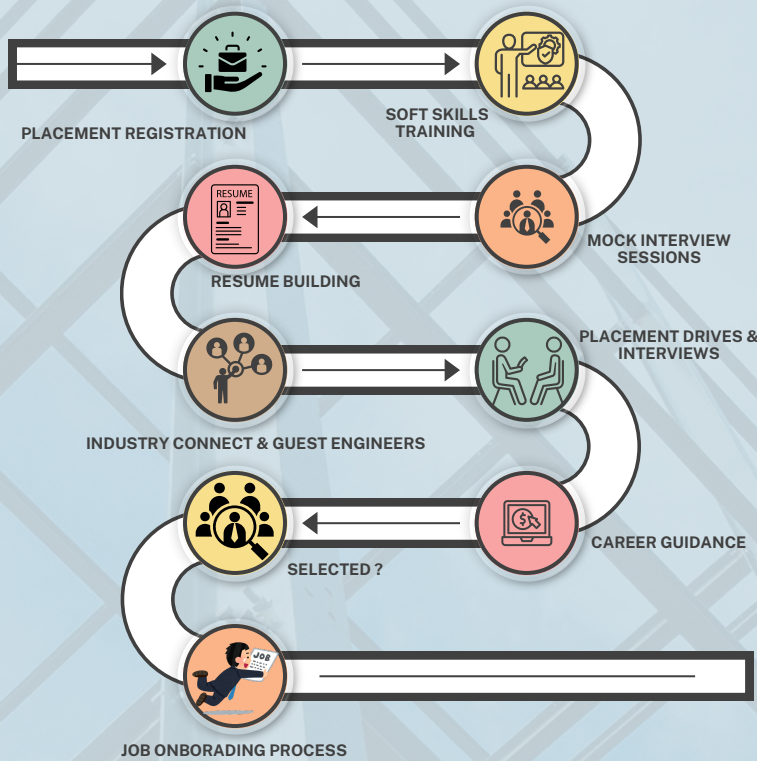 PLACEMENT REGISTRATION
SOFT SKILLS
TRAINING
MOCK INTERVIEW
SESSIONS
RESUME
RESUME BUILDING
INDUSTRY CONNECT & GUEST ENGINEERS
PLACEMENT DRIVES &
INTERVIEWS
CAREER GUIDANCE
$
SELECTED ?
JOB
JOB ONBORADING PROCESS